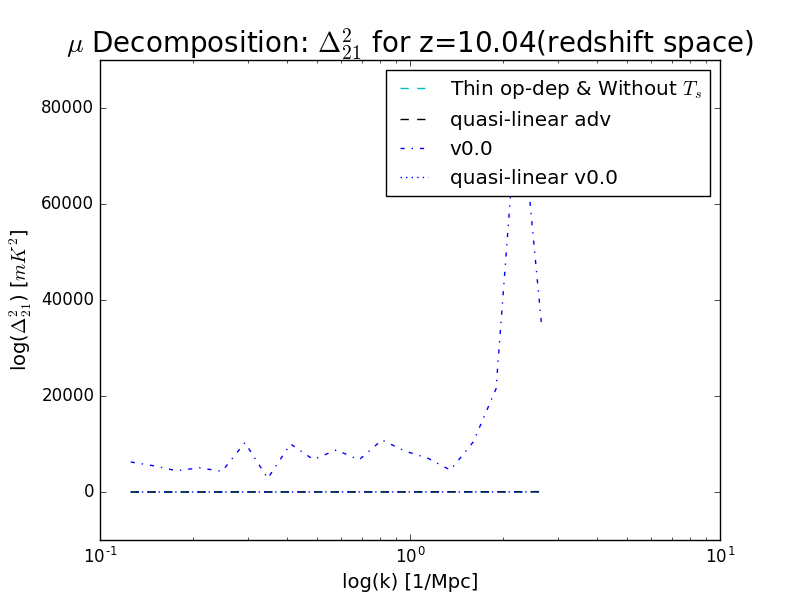 μ Decomposition: Δ²₂₁ for z=10.04(redshift space)
Thin op-dep & Without Tₛ
quasi-linear adv
v0.0
quasi-linear v0.0
log(Δ²₂₁) [mK²]
80000
60000
40000
20000
0
10⁻¹
10⁰
10¹
log(k) [1/Mpc]